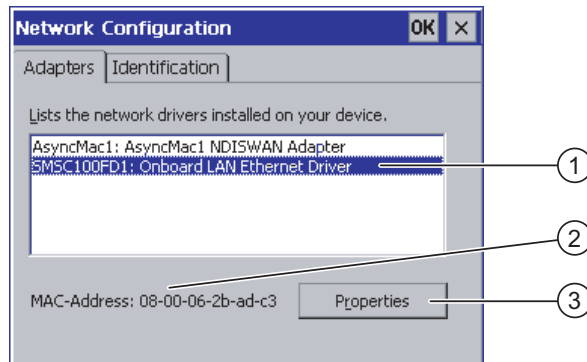 Network Configuration OK ×
Adapters Identification
Lists the network drivers installed on your device.
AsyncMac1: AsyncMac1 NDISWAN Adapter
SMSC100FD1: Onboard LAN Ethernet Driver
1
2
MAC-Address: 08-00-06-2b-ad-c3 Properties
3